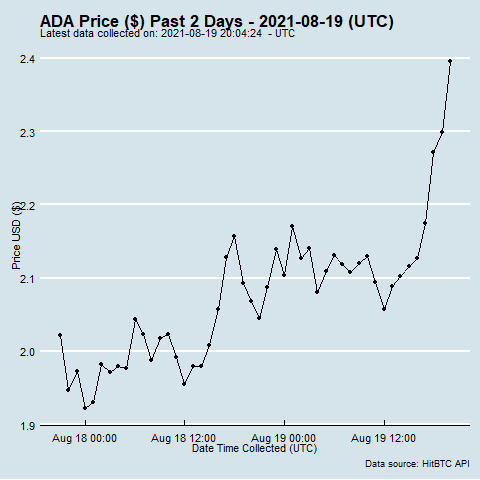 ADA Price ($) Past 2 Days - 2021-08-19 (UTC)
Latest data collected on: 2021-08-19 20:04:24 - UTC
Price USD ($)
2.4
2.3
2.2
2.1
2.0
1.9
Aug 18 00:00 Aug 18 12:00 Aug 19 00:00 Aug 19 12:00
Date Time Collected (UTC)
Data source: HitBTC API